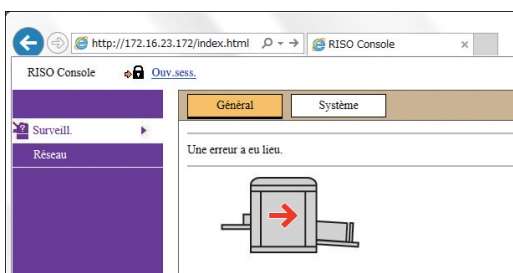 http://172.16.23.172/index.html
RISO Console
RISO Console
Ouv.sess.
Général
Système
Surveill.
Réseau
Une erreur a eu lieu.